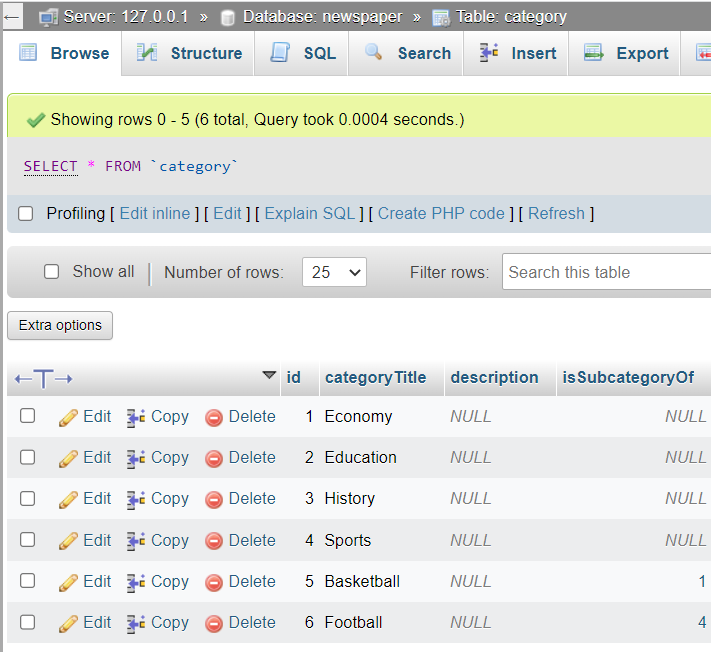 ← Server: 127.0.0.1 » Database: newspaper » Table: category
Browse Structure SQL Search Insert Export
Showing rows 0 - 5 (6 total, Query took 0.0004 seconds.)
SELECT * FROM `category`
Profiling [ Edit inline ] [ Edit ] [ Explain SQL ] [ Create PHP code ] [ Refresh ]
Show all | Number of rows: 25 Filter rows: Search this table
Extra options
←T→ id categoryTitle description isSubcategoryOf
Edit Copy Delete 1 Economy NULL NULL
Edit Copy Delete 2 Education NULL NULL
Edit Copy Delete 3 History NULL NULL
Edit Copy Delete 4 Sports NULL NULL
Edit Copy Delete 5 Basketball NULL 1
Edit Copy Delete 6 Football NULL 4